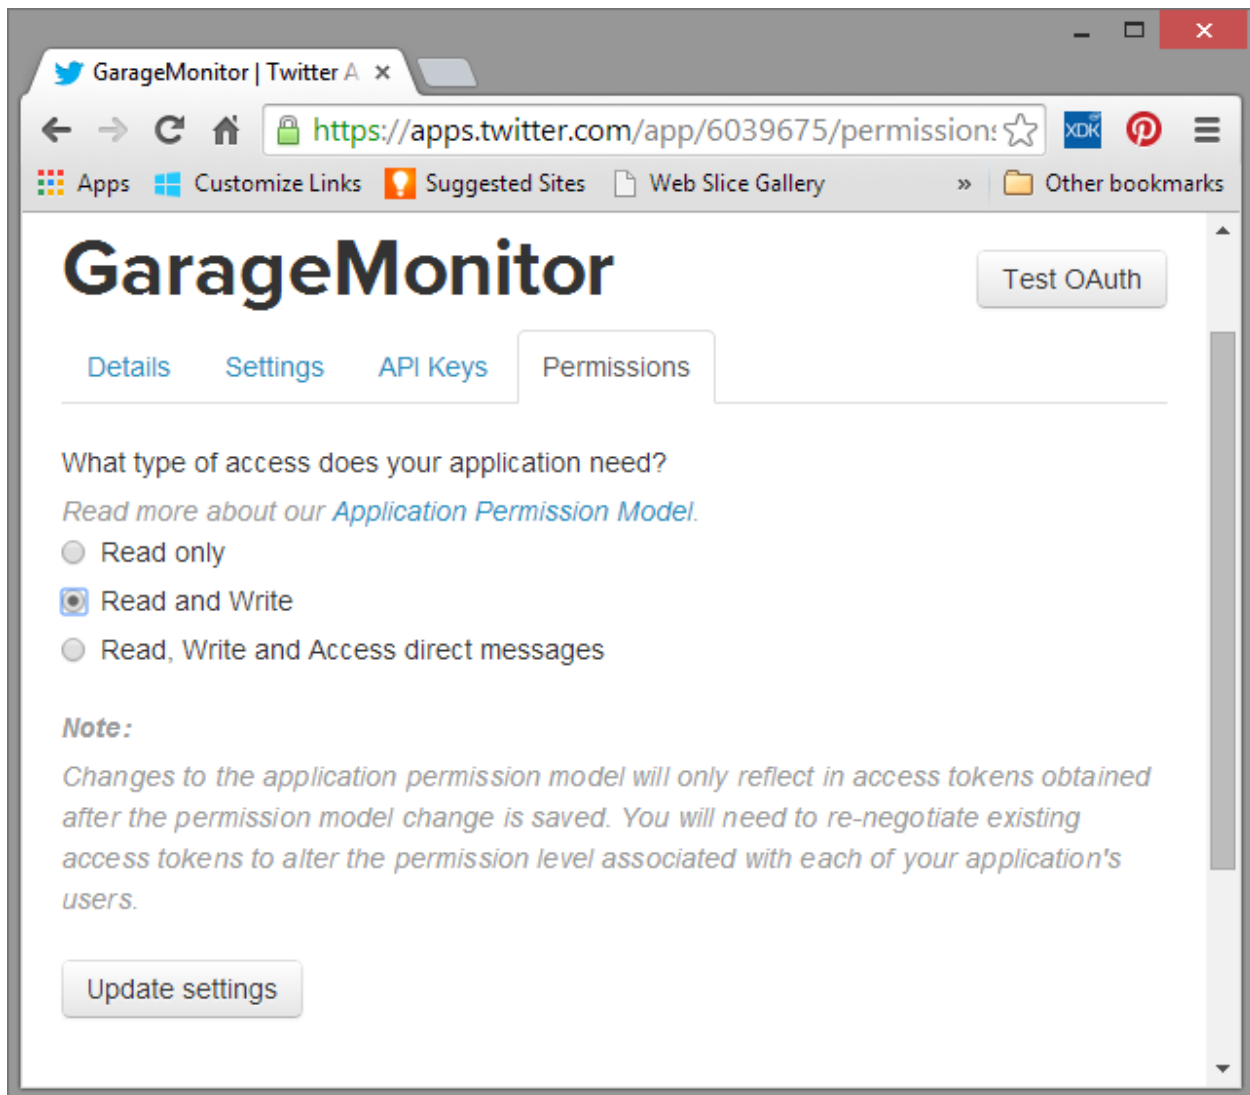 GarageMonitor | Twitter A
https://apps.twitter.com/app/6039675/permission
XDK
Apps Customize Links Suggested Sites Web Slice Gallery » Other bookmarks
GarageMonitor
Test OAuth
Details Settings API Keys Permissions
What type of access does your application need?
Read more about our Application Permission Model.
Read only
Read and Write
Read, Write and Access direct messages
Note:
Changes to the application permission model will only reflect in access tokens obtained
after the permission model change is saved. You will need to re-negotiate existing
access tokens to alter the permission level associated with each of your application's
users.
Update settings